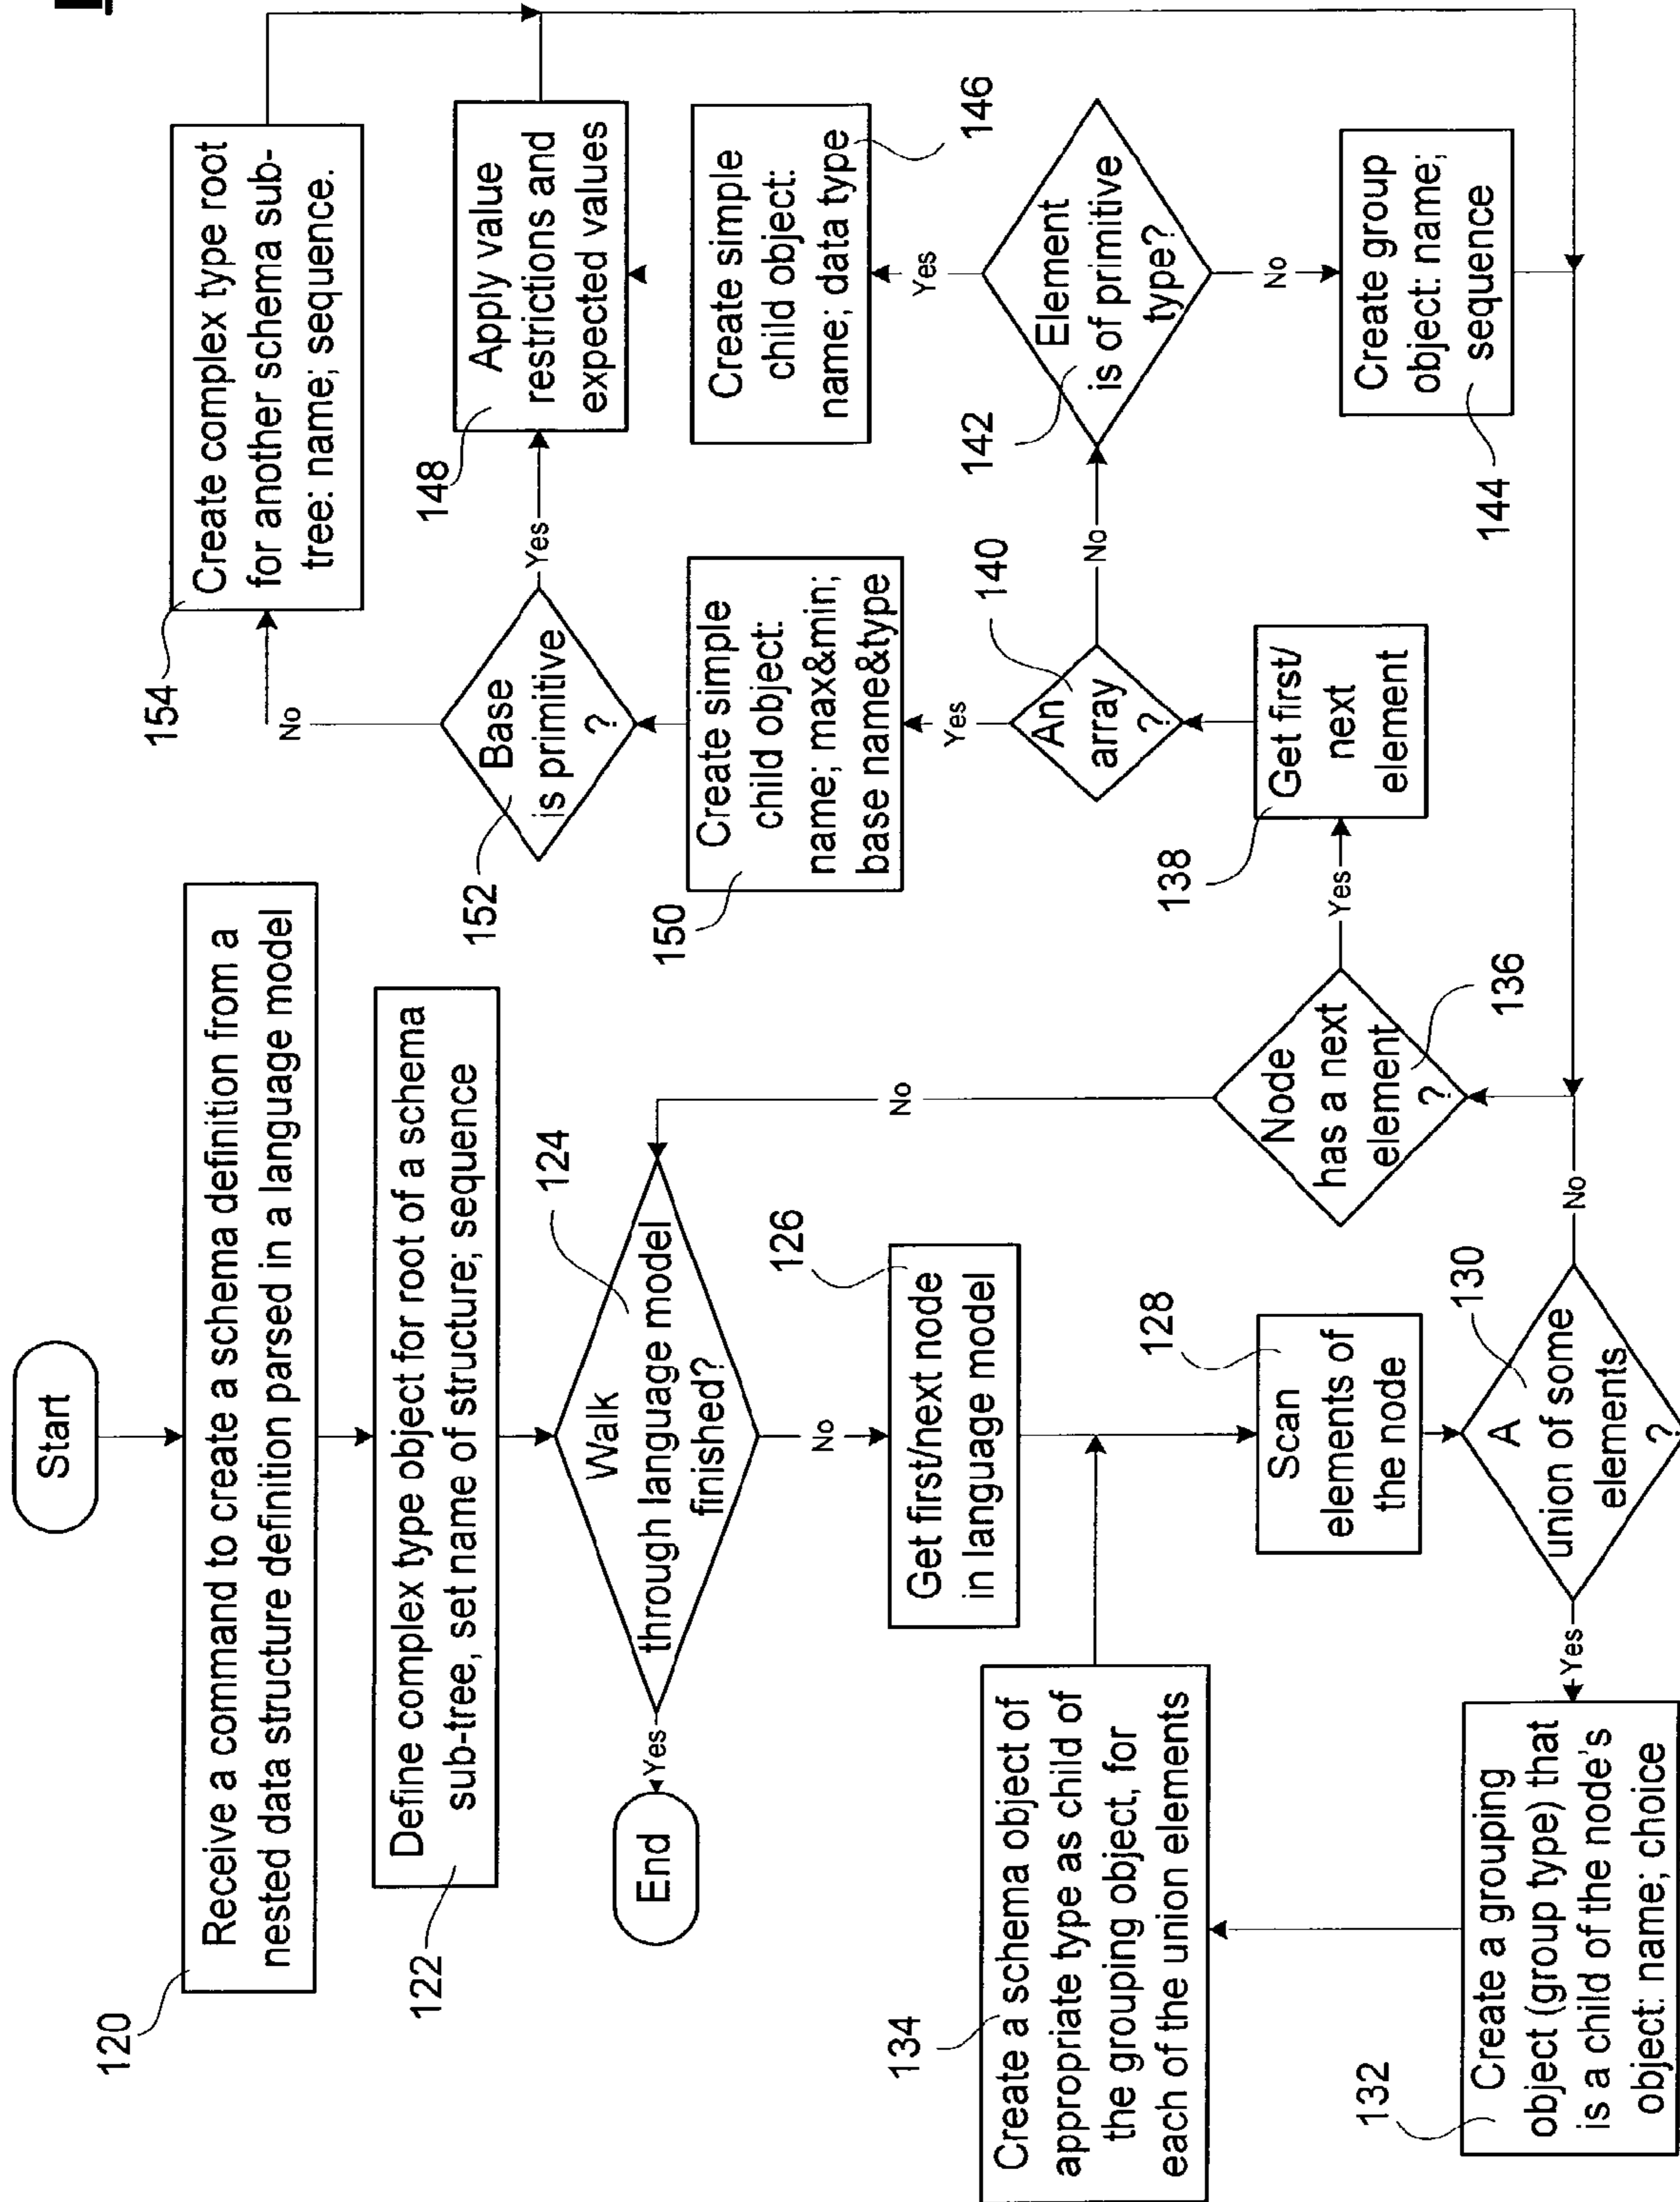 Start
120
Receive a command to create a schema definition from a
nested data structure definition parsed in a language model
122
Define complex type object for root of a schema
sub-tree, set name of structure; sequence
124
Walk
through language model
finished?
Yes
End
No
126
Get first/next node
in language model
128
Scan
elements of
the node
130
A
union of some
elements
?
Yes
132
Create a grouping
object (group type) that
is a child of the node's
object: name; choice
134
Create a schema object of
appropriate type as child of
the grouping object, for
each of the union elements
No
136
Node
has a next
element
?
No
Yes
138
Get first/
next
element
140
An
array
?
Yes
No
142
Element
is of primitive
type?
Yes
No
144
Create group
object: name;
sequence
146
Create simple
child object:
name; data type
148
Apply value
restrictions and
expected values
150
Create simple
child object:
name; max&min;
base name&type
152
Base
is primitive
?
Yes
No
154
Create complex type root
for another schema sub-
tree: name; sequence.